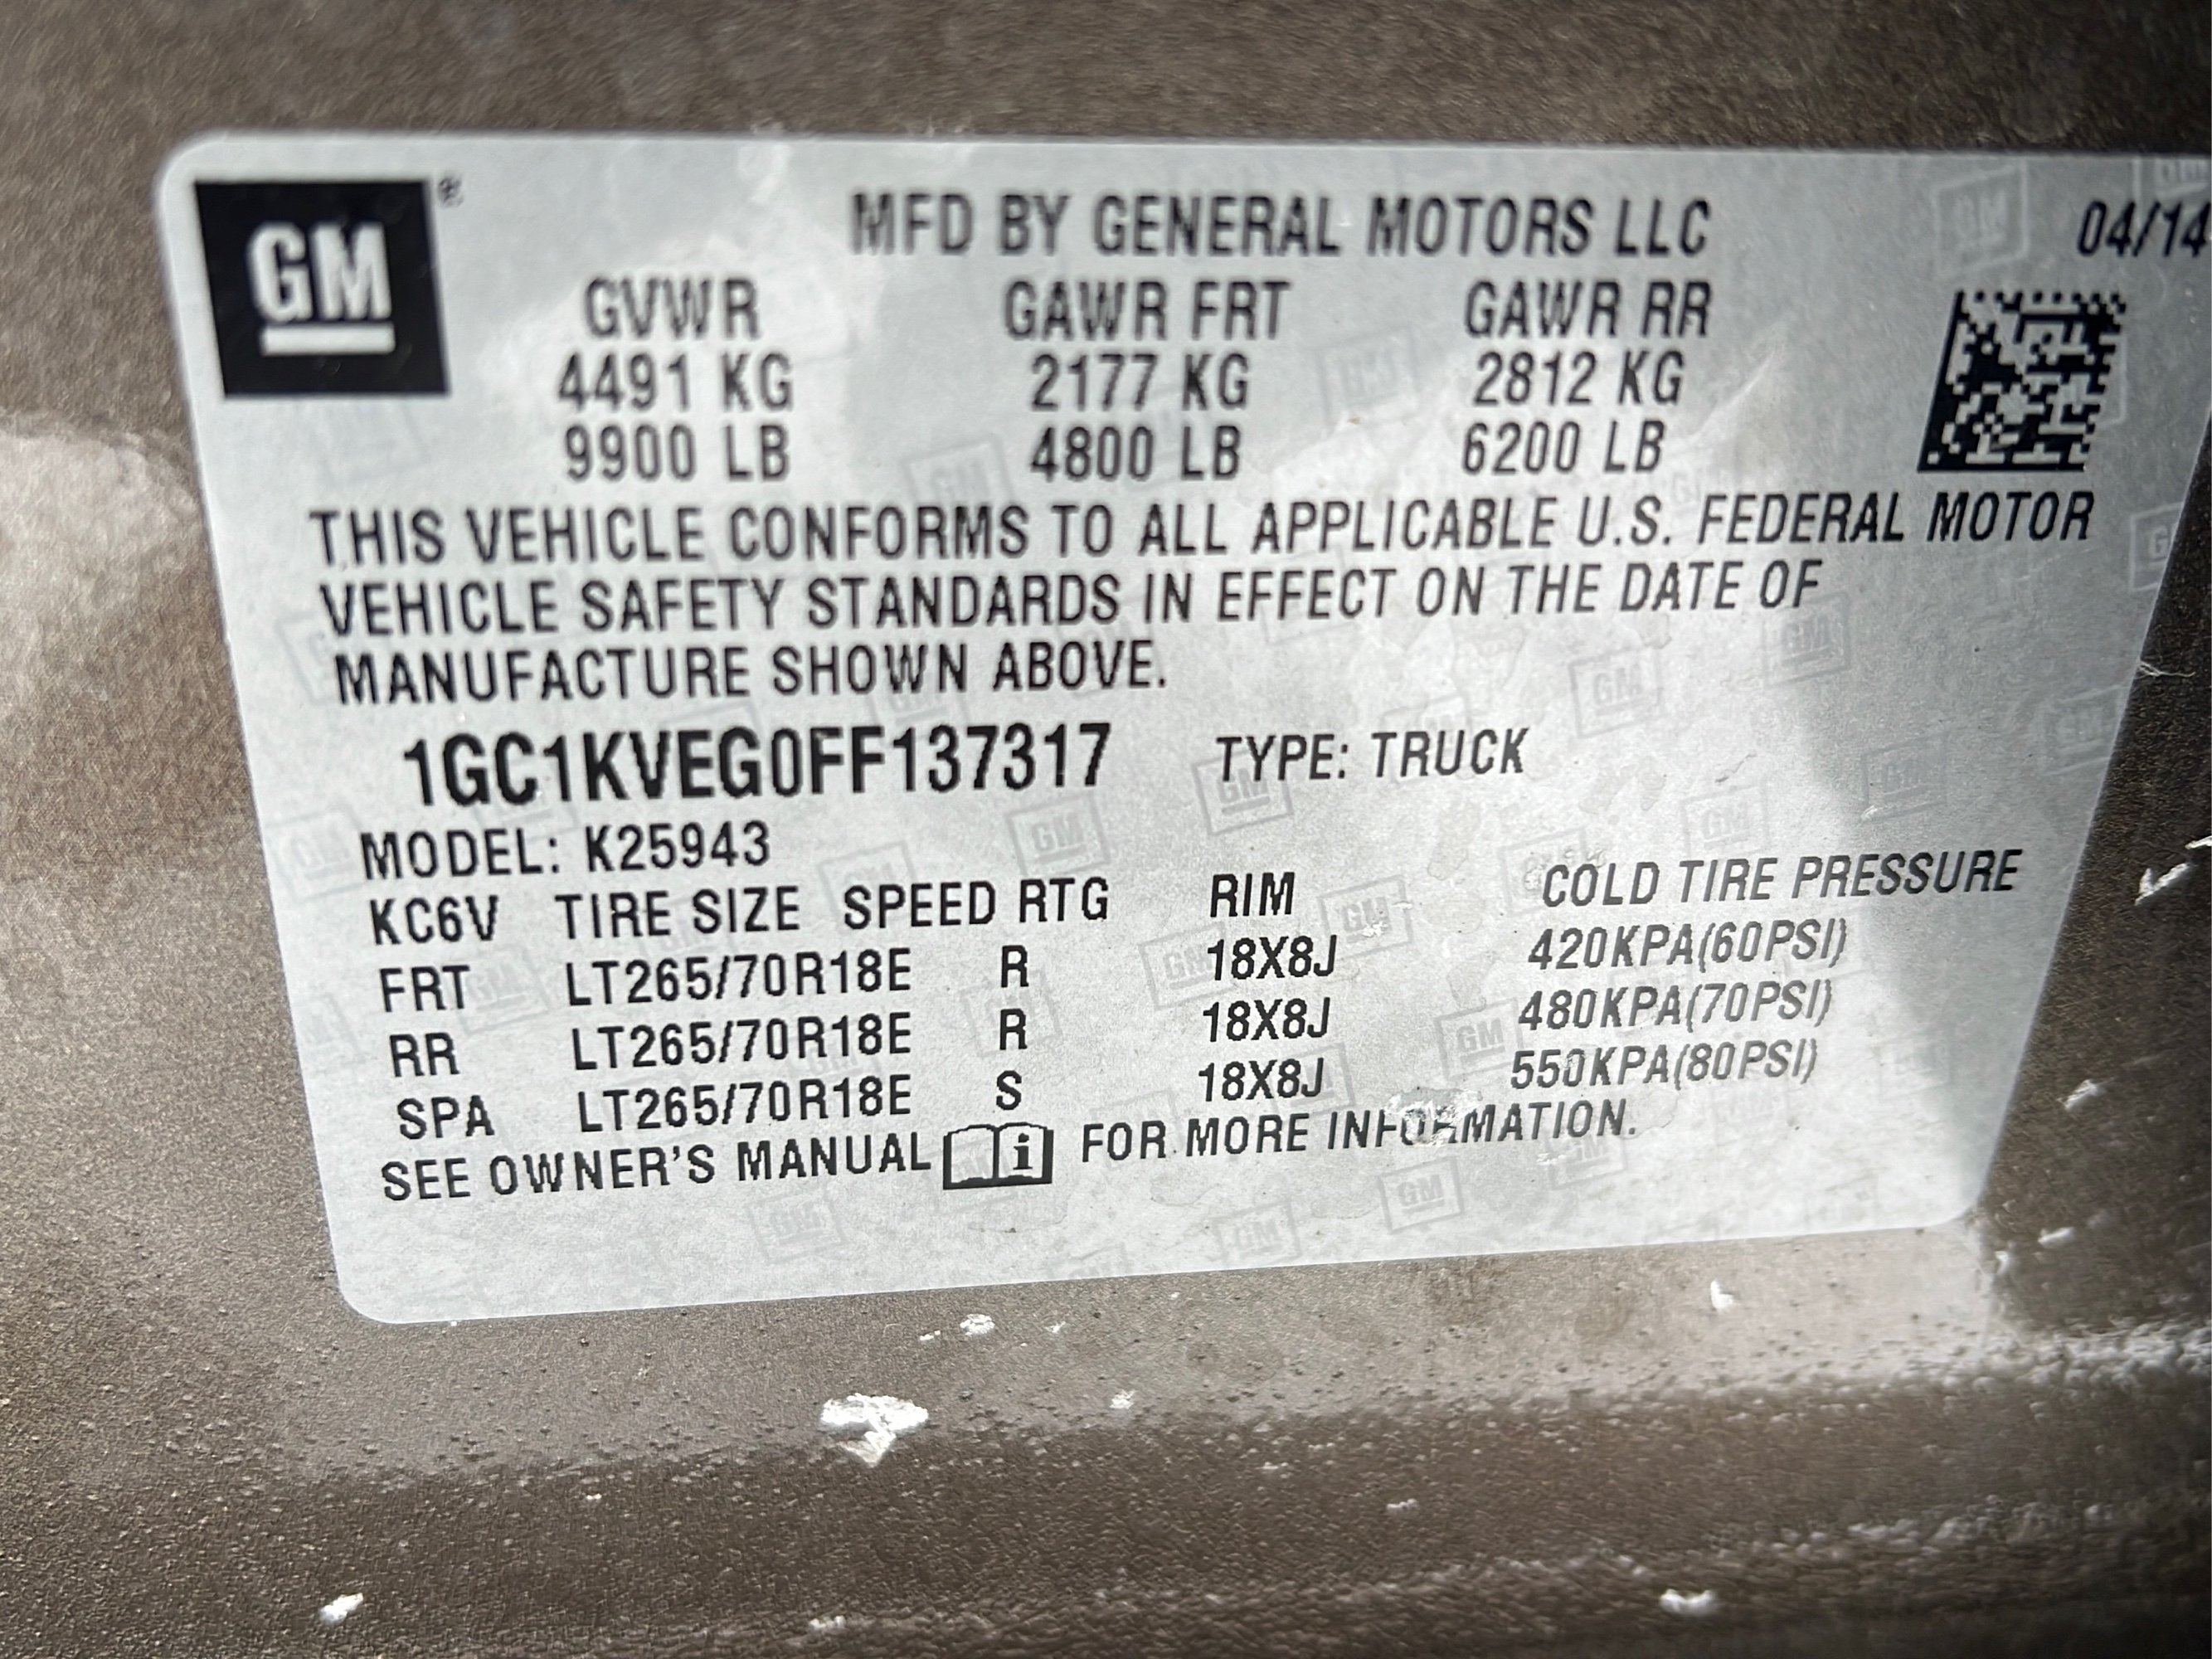 GM ®
MFD BY GENERAL MOTORS LLC 04/14
GVWR GAWR FRT GAWR RR
4491 KG 2177 KG 2812 KG
9900 LB 4800 LB 6200 LB
THIS VEHICLE CONFORMS TO ALL APPLICABLE U.S. FEDERAL MOTOR
VEHICLE SAFETY STANDARDS IN EFFECT ON THE DATE OF
MANUFACTURE SHOWN ABOVE.
1GC1KVEG0FF137317 TYPE: TRUCK
MODEL: K25943
KC6V TIRE SIZE SPEED RTG RIM COLD TIRE PRESSURE
FRT LT265/70R18E R 18X8J 420KPA(60PSI)
RR LT265/70R18E R 18X8J 480KPA(70PSI)
SPA LT265/70R18E S 18X8J 550KPA(80PSI)
SEE OWNER'S MANUAL i FOR MORE INFORMATION.